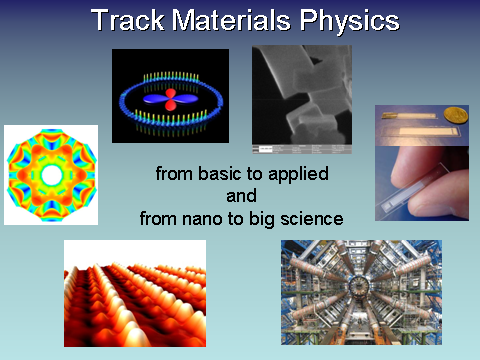 Track Materials Physics
from basic to applied
and
from nano to big science